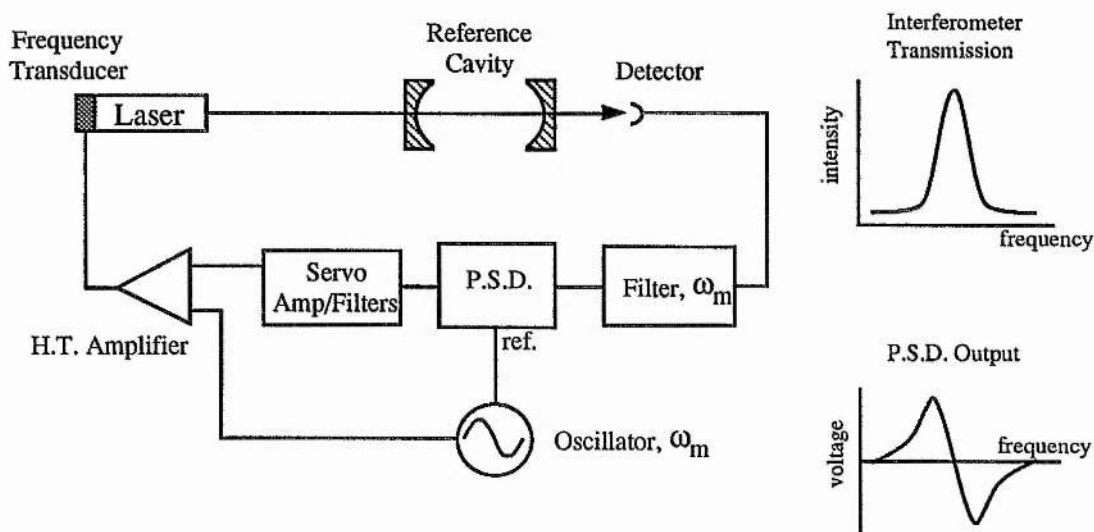 Frequency
Transducer
Laser
Reference
Cavity
Detector
Interferometer
Transmission
intensity
frequency
Servo
Amp/Filters
P.S.D.
Filter, ωm
H.T. Amplifier
ref.
Oscillator, ωm
P.S.D. Output
voltage
frequency